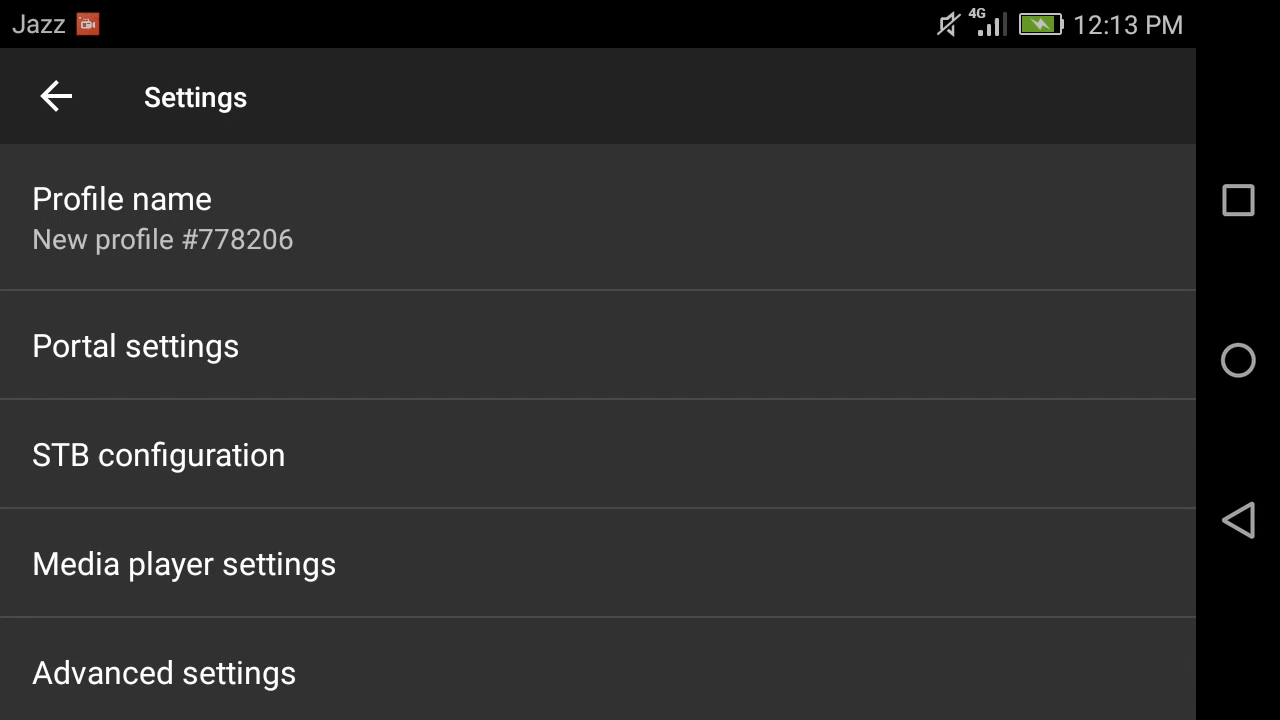 Jazz
4G
12:13 PM
Settings
Profile name
New profile #778206
Portal settings
STB configuration
Media player settings
Advanced settings